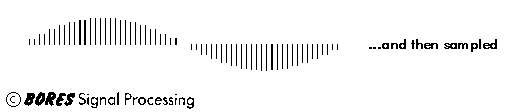 ...and then sampled
© BORES Signal Processing